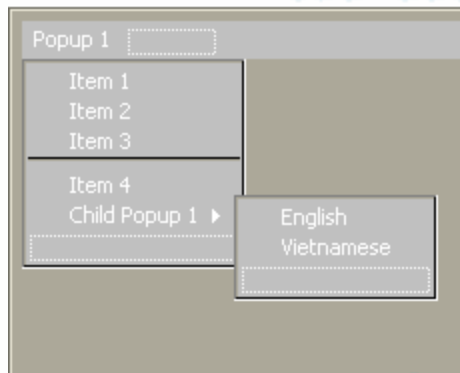 Popup 1
Item 1
Item 2
Item 3
Item 4
Child Popup 1
English
Vietnamese